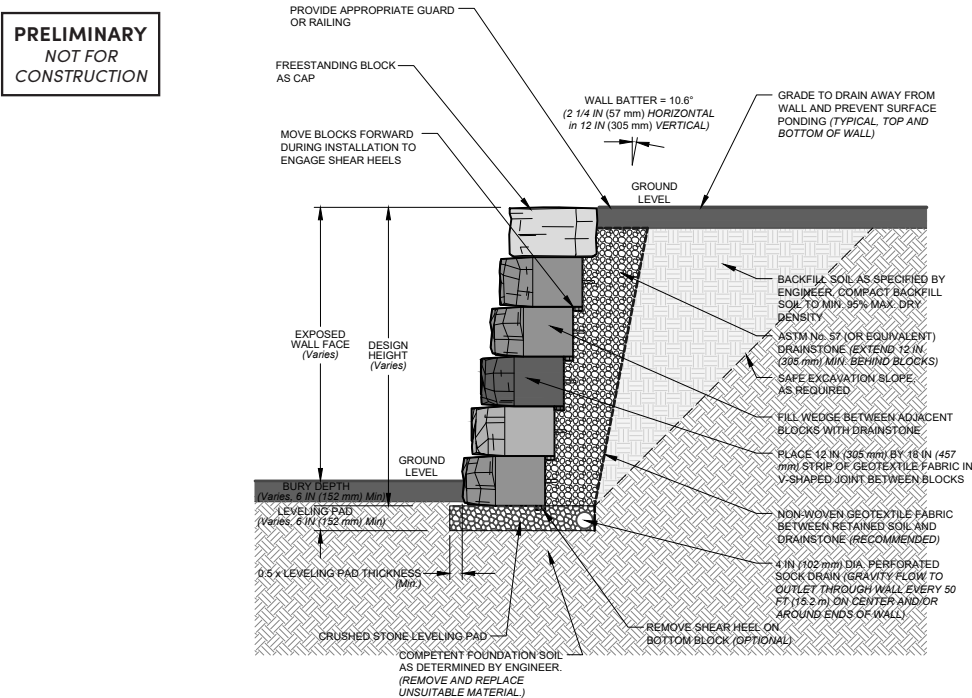 PRELIMINARY
NOT FOR
CONSTRUCTION
PROVIDE APPROPRIATE GUARD
OR RAILING
FREESTANDING BLOCK
AS CAP
MOVE BLOCKS FORWARD
DURING INSTALLATION TO
ENGAGE SHEAR HEELS
WALL BATTER = 10.6°
(2 1/4 IN (57 mm) HORIZONTAL
in 12 IN (305 mm) VERTICAL)
GROUND
LEVEL
GRADE TO DRAIN AWAY FROM
WALL AND PREVENT SURFACE
PONDING (TYPICAL, TOP AND
BOTTOM OF WALL)
EXPOSED
WALL FACE
(Varies)
DESIGN
HEIGHT
(Varies)
BACKFILL SOIL AS SPECIFIED BY
ENGINEER. COMPACT BACKFILL
SOIL TO MIN. 95% MAX. DRY
DENSITY
ASTM No. 57 (OR EQUIVALENT)
DRAINSTONE (EXTEND 12 IN
(305 mm) MIN. BEHIND BLOCKS)
SAFE EXCAVATION SLOPE,
AS REQUIRED
FILL WEDGE BETWEEN ADJACENT
BLOCKS WITH DRAINSTONE
PLACE 12 IN (305 mm) BY 18 IN (457
mm) STRIP OF GEOTEXTILE FABRIC IN
V-SHAPED JOINT BETWEEN BLOCKS
NON-WOVEN GEOTEXTILE FABRIC
BETWEEN RETAINED SOIL AND
DRAINSTONE (RECOMMENDED)
4 IN (102 mm) DIA. PERFORATED
SOCK DRAIN (GRAVITY FLOW TO
OUTLET THROUGH WALL EVERY 50
FT (15.2 m) ON CENTER AND/OR
AROUND ENDS OF WALL)
GROUND
LEVEL
BURY DEPTH
(Varies, 6 IN (152 mm) Min)
LEVELING PAD
(Varies, 6 IN (152 mm) Min)
0.5 x LEVELING PAD THICKNESS
(Min.)
CRUSHED STONE LEVELING PAD
REMOVE SHEAR HEEL ON
BOTTOM BLOCK (OPTIONAL)
COMPETENT FOUNDATION SOIL
AS DETERMINED BY ENGINEER.
(REMOVE AND REPLACE
UNSUITABLE MATERIAL.)